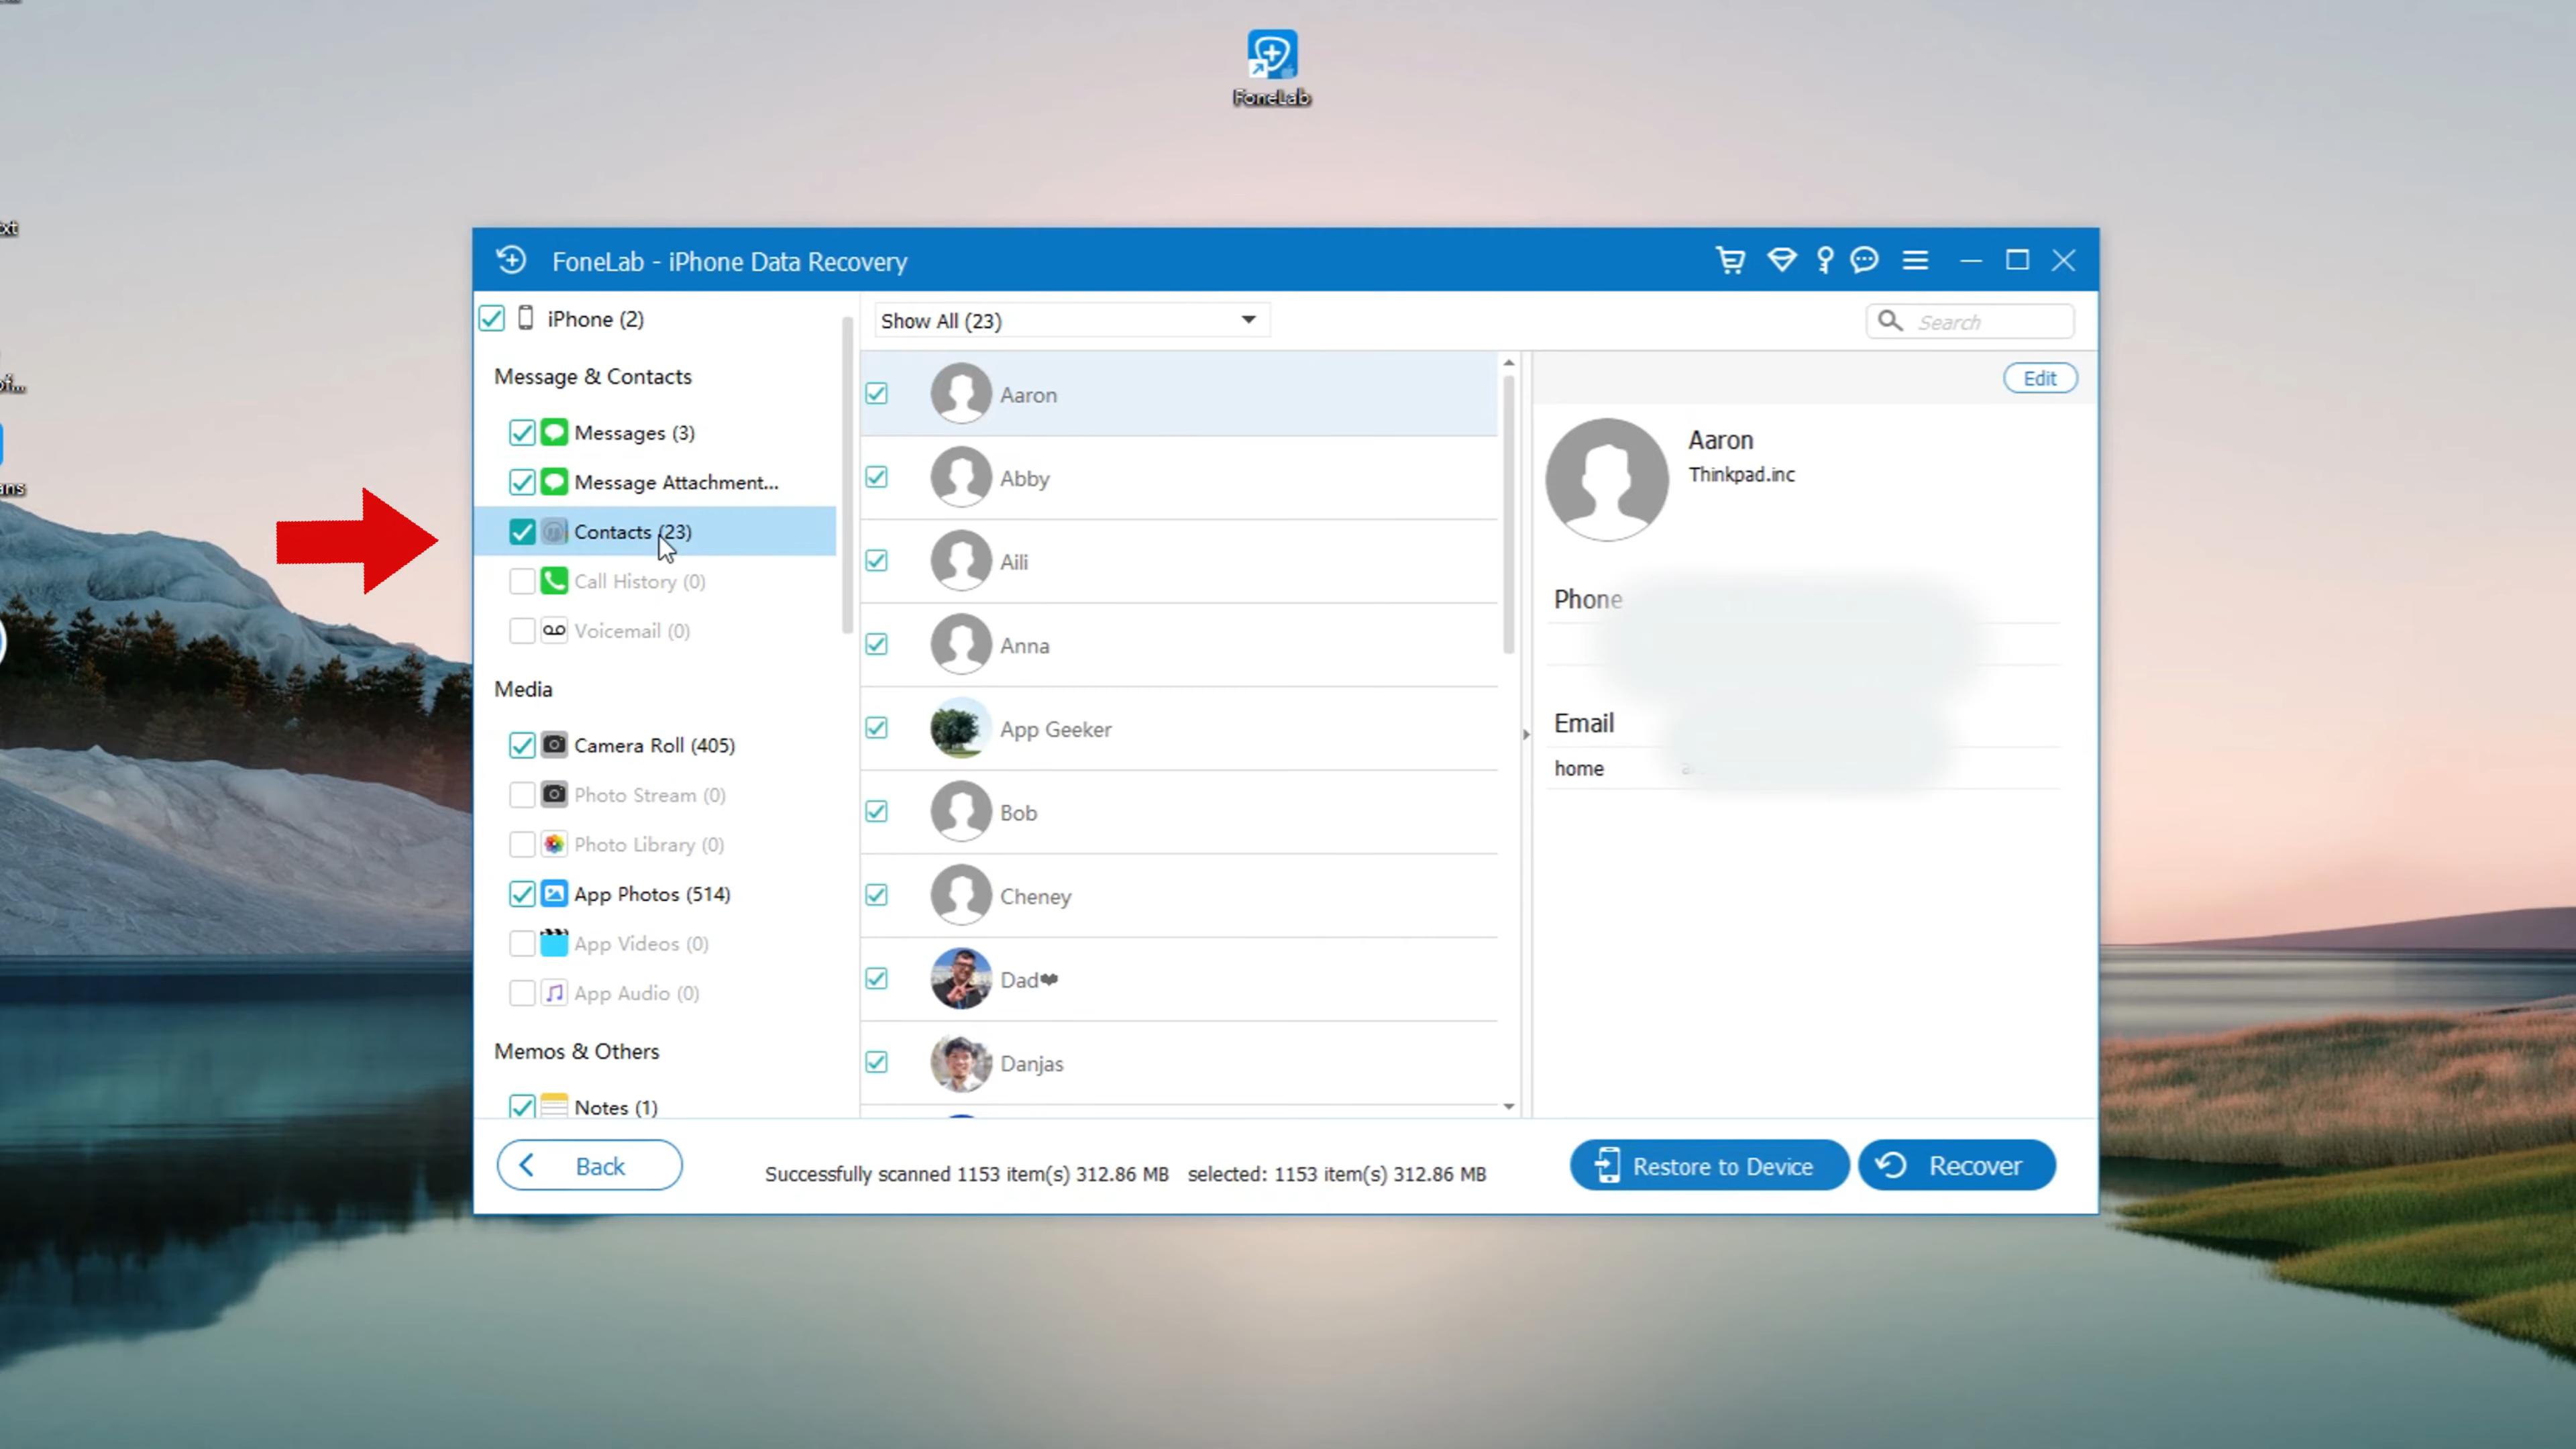 FoneLab
xt
of...
ans
FoneLab - iPhone Data Recovery
iPhone (2)
Message & Contacts
Messages (3)
Message Attachment...
Contacts (23)
Call History (0)
Voicemail (0)
Media
Camera Roll (405)
Photo Stream (0)
Photo Library (0)
App Photos (514)
App Videos (0)
App Audio (0)
Memos & Others
Notes (1)
Show All (23)
Search
Aaron
Abby
Aili
Anna
App Geeker
Bob
Cheney
Dad❤
Danjas
Edit
Aaron
Thinkpad.inc
Phone
Email
home
Back
Successfully scanned 1153 item(s) 312.86 MB selected: 1153 item(s) 312.86 MB
Restore to Device
Recover